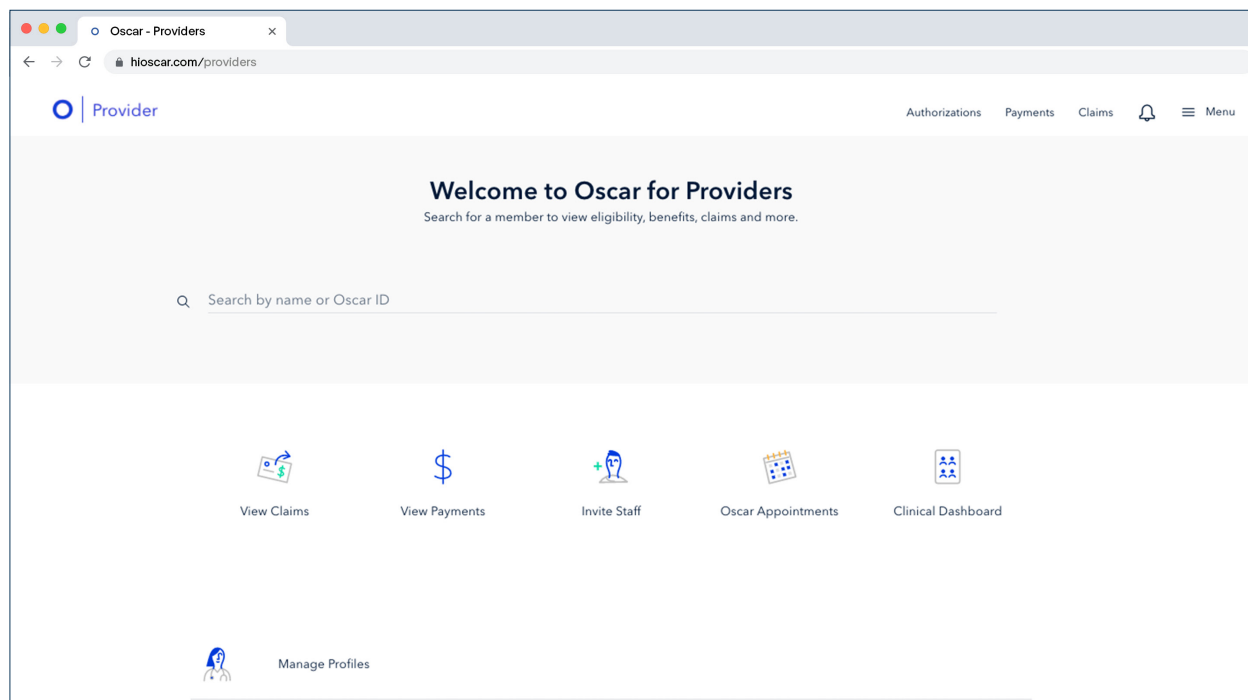 Oscar - Providers
hioscar.com/providers
Provider
Authorizations Payments Claims Menu
Welcome to Oscar for Providers
Search for a member to view eligibility, benefits, claims and more.
Search by name or Oscar ID
View Claims View Payments Invite Staff Oscar Appointments Clinical Dashboard
Manage Profiles